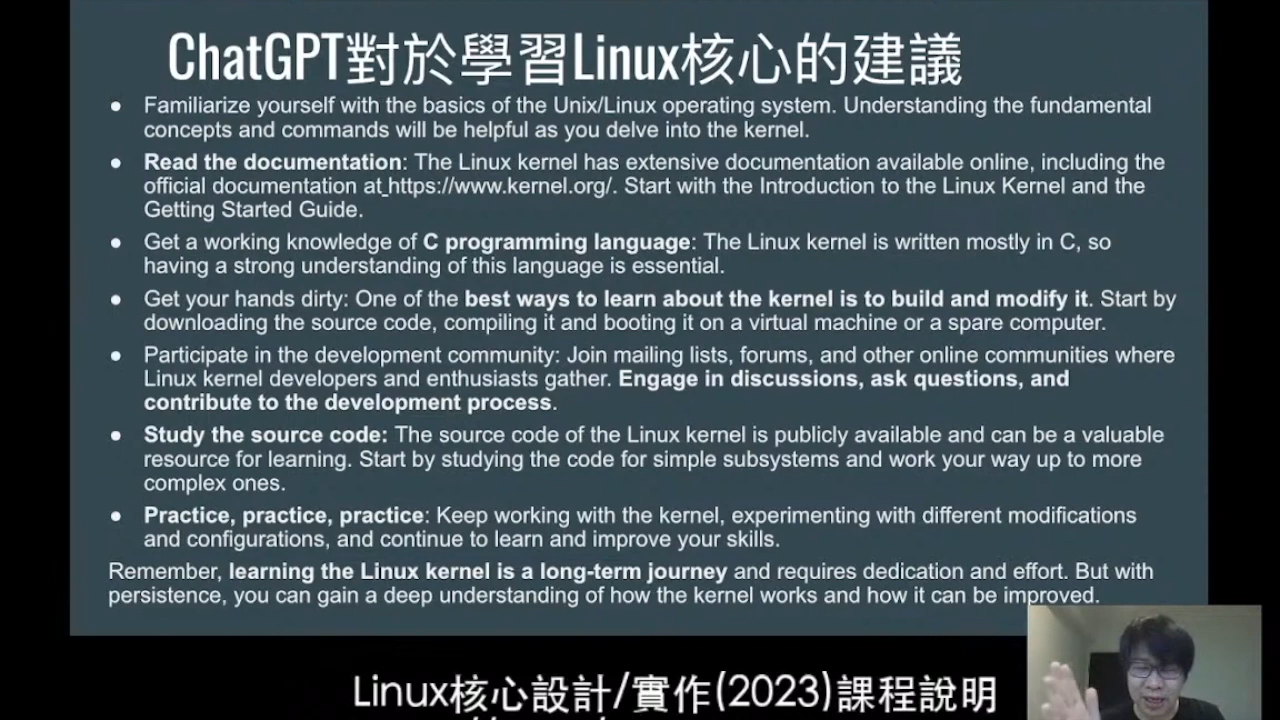 ChatGPT對於學習Linux核心的建議
● Familiarize yourself with the basics of the Unix/Linux operating system. Understanding the fundamental
concepts and commands will be helpful as you delve into the kernel.
● Read the documentation: The Linux kernel has extensive documentation available online, including the
official documentation at https://www.kernel.org/. Start with the Introduction to the Linux Kernel and the
Getting Started Guide.
● Get a working knowledge of C programming language: The Linux kernel is written mostly in C, so
having a strong understanding of this language is essential.
● Get your hands dirty: One of the best ways to learn about the kernel is to build and modify it. Start by
downloading the source code, compiling it and booting it on a virtual machine or a spare computer.
● Participate in the development community: Join mailing lists, forums, and other online communities where
Linux kernel developers and enthusiasts gather. Engage in discussions, ask questions, and
contribute to the development process.
● Study the source code: The source code of the Linux kernel is publicly available and can be a valuable
resource for learning. Start by studying the code for simple subsystems and work your way up to more
complex ones.
● Practice, practice, practice: Keep working with the kernel, experimenting with different modifications
and configurations, and continue to learn and improve your skills.
Remember, learning the Linux kernel is a long-term journey and requires dedication and effort. But with
persistence, you can gain a deep understanding of how the kernel works and how it can be improved.
Linux核心設計/實作(2023)課程說明